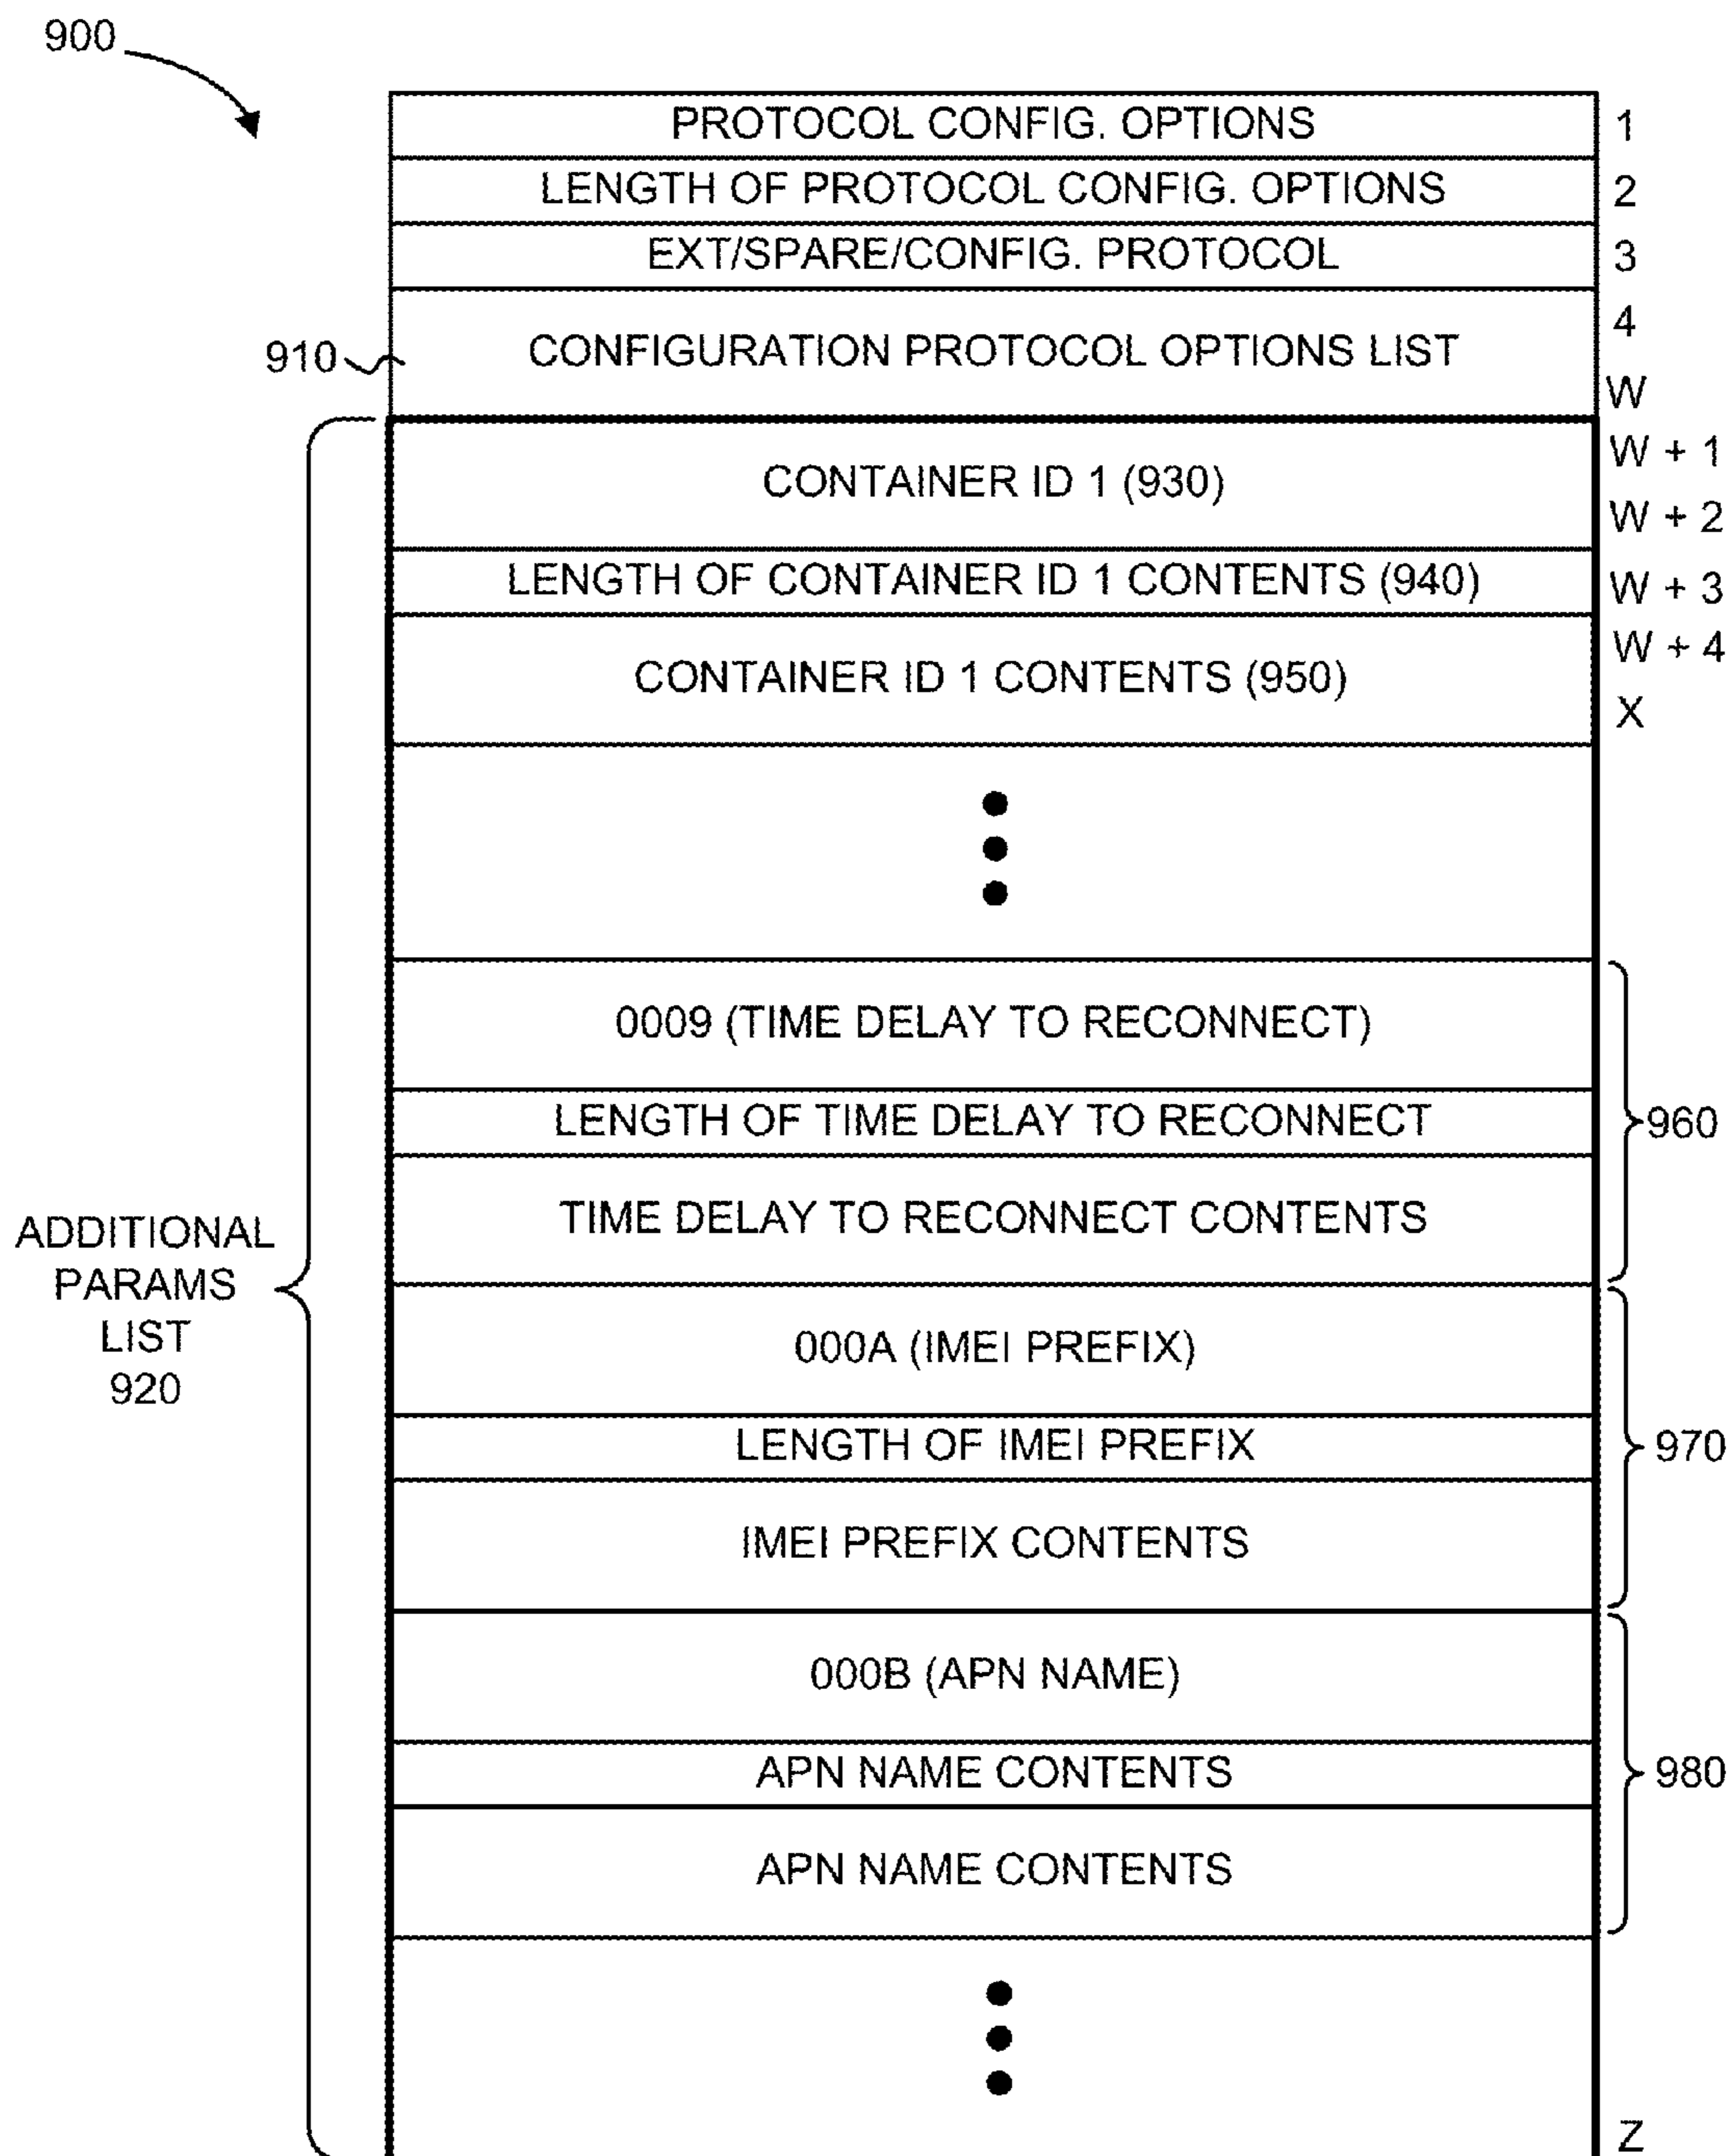 900
PROTOCOL CONFIG. OPTIONS
1
LENGTH OF PROTOCOL CONFIG. OPTIONS
2
EXT/SPARE/CONFIG. PROTOCOL
3
910
CONFIGURATION PROTOCOL OPTIONS LIST
4
W
CONTAINER ID 1 (930)
W + 1
W + 2
LENGTH OF CONTAINER ID 1 CONTENTS (940)
W + 3
CONTAINER ID 1 CONTENTS (950)
W + 4
X
0009 (TIME DELAY TO RECONNECT)
LENGTH OF TIME DELAY TO RECONNECT
960
TIME DELAY TO RECONNECT CONTENTS
ADDITIONAL
PARAMS
LIST
920
000A (IMEI PREFIX)
LENGTH OF IMEI PREFIX
970
IMEI PREFIX CONTENTS
000B (APN NAME)
APN NAME CONTENTS
980
APN NAME CONTENTS
Z